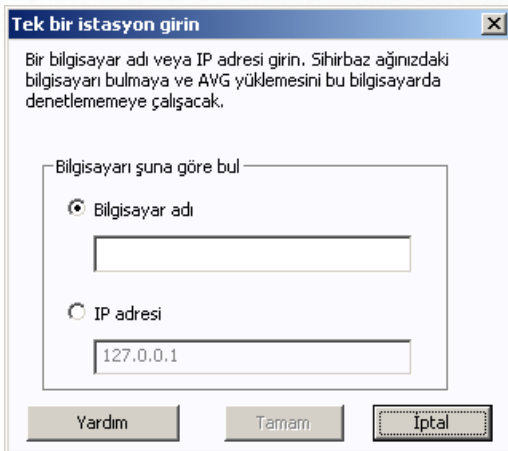 Tek bir istasyon girin
Bir bilgisayar adı veya IP adresi girin. Sihirbaz ağınızdaki
bilgisayarı bulmaya ve AVG yüklemesini bu bilgisayarda
denetlememeye çalışacak.
Bilgisayarı şuna göre bul
Bilgisayar adı
IP adresi
127.0.0.1
Yardım Tamam İptal